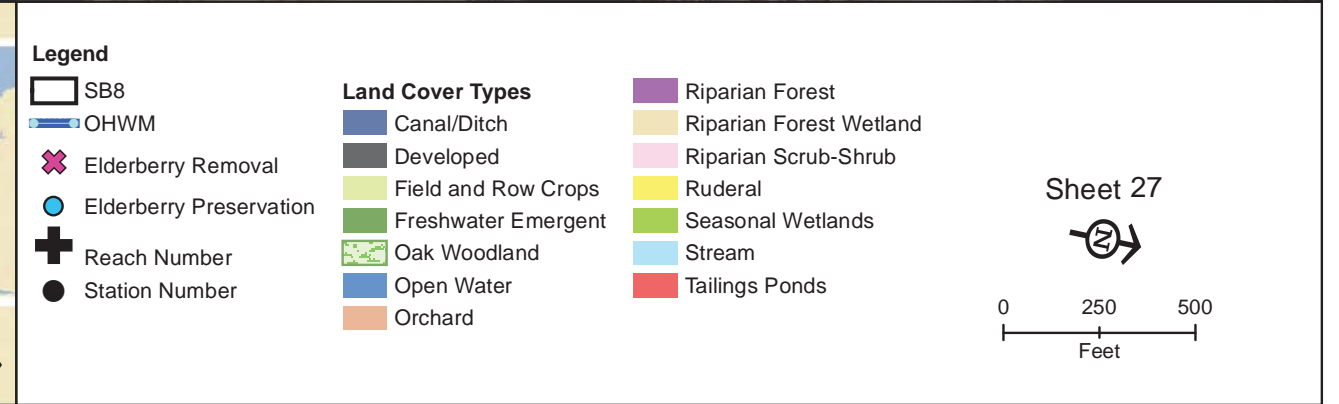 Legend
SB8
OHWM
Elderberry Removal
Elderberry Preservation
Reach Number
Station Number
Land Cover Types
Canal/Ditch
Developed
Field and Row Crops
Freshwater Emergent
Oak Woodland
Open Water
Orchard
Riparian Forest
Riparian Forest Wetland
Riparian Scrub-Shrub
Ruderal
Seasonal Wetlands
Stream
Tailings Ponds
Sheet 27
N
0 250 500
Feet